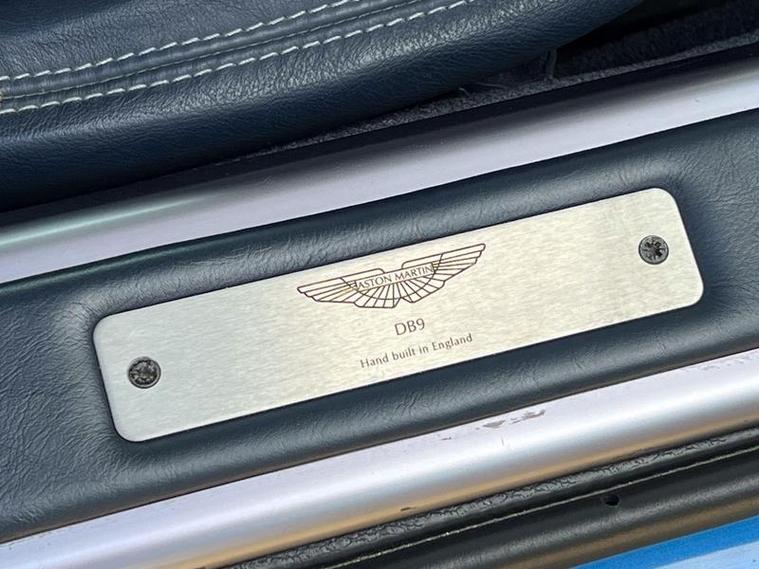 ASTON MARTIN
DB9
Hand built in England